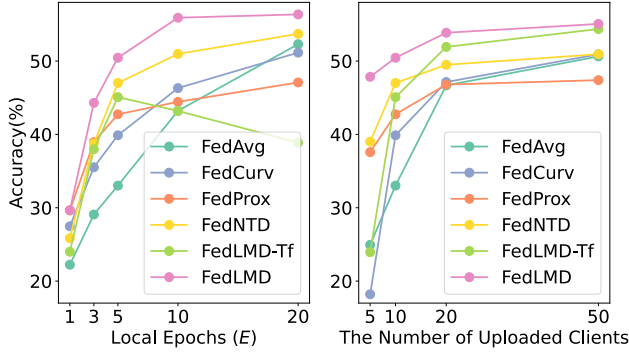 Accuracy(%)
50
40
30
20
1 3 5 10 20
Local Epochs (E)
FedAvg
FedCurv
FedProx
FedNTD
FedLMD-Tf
FedLMD
50
40
30
20
5 10 20 50
The Number of Uploaded Clients
FedAvg
FedCurv
FedProx
FedNTD
FedLMD-Tf
FedLMD